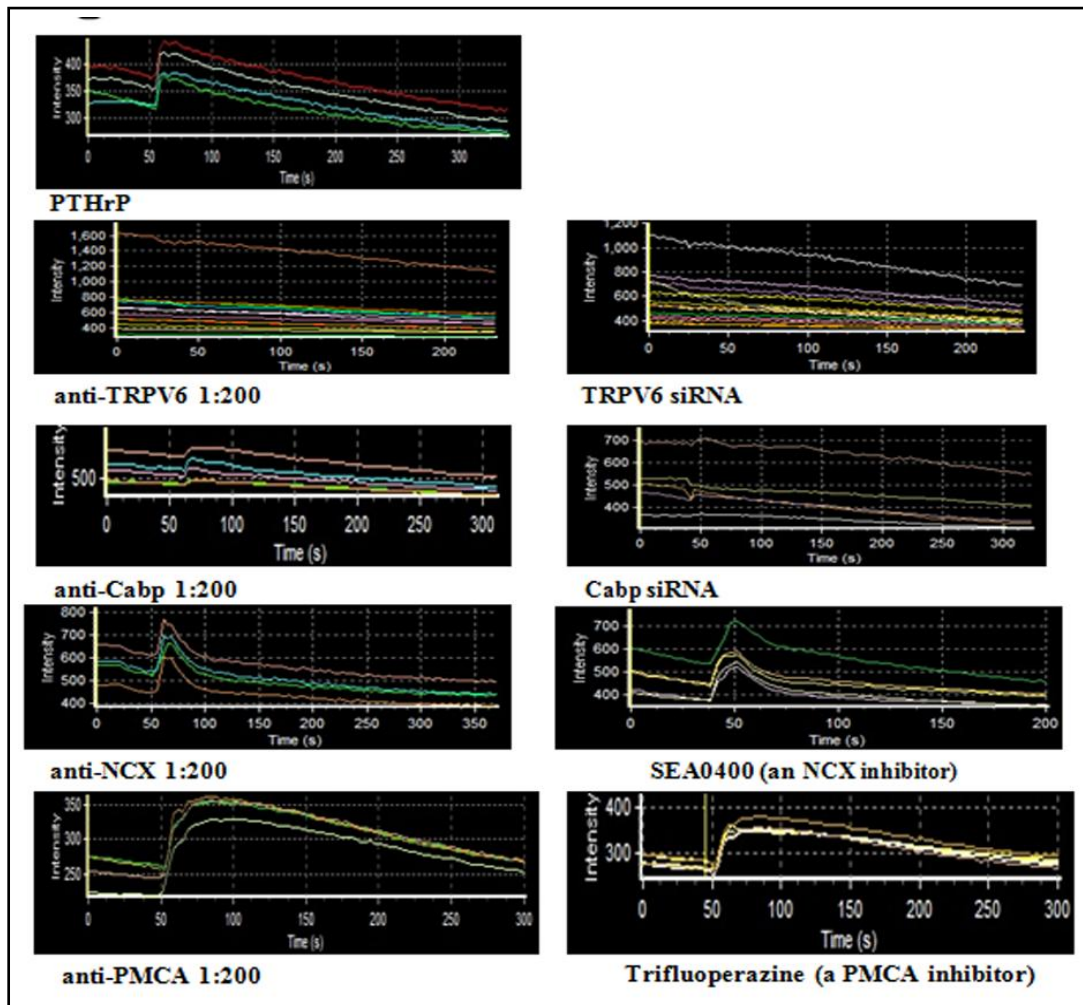 Intensity
400
350
300
0 50 100 150 200 250 300
Time (s)
PTHrP
Intensity
1,600
1,400
1,200
1,000
800
600
400
0 50 100 150 200
Time (s)
anti-TRPV6 1:200
Intensity
1,200
1,000
800
600
400
0 50 100 150 200
Time (s)
TRPV6 siRNA
Intensity
500
0 50 100 150 200 250 300
Time (s)
anti-Cabp 1:200
Intensity
700
600
500
400
0 50 100 150 200 250 300
Time (s)
Cabp siRNA
Intensity
800
700
600
500
400
0 50 100 150 200 250 300 350
Time (s)
anti-NCX 1:200
Intensity
700
600
500
400
0 50 100 150 200
Time (s)
SEA0400 (an NCX inhibitor)
Intensity
350
300
250
0 50 100 150 200 250 300
Time (s)
anti-PMCA 1:200
Intensity
400
300
0 50 100 150 200 250 300
Time (s)
Trifluoperazine (a PMCA inhibitor)